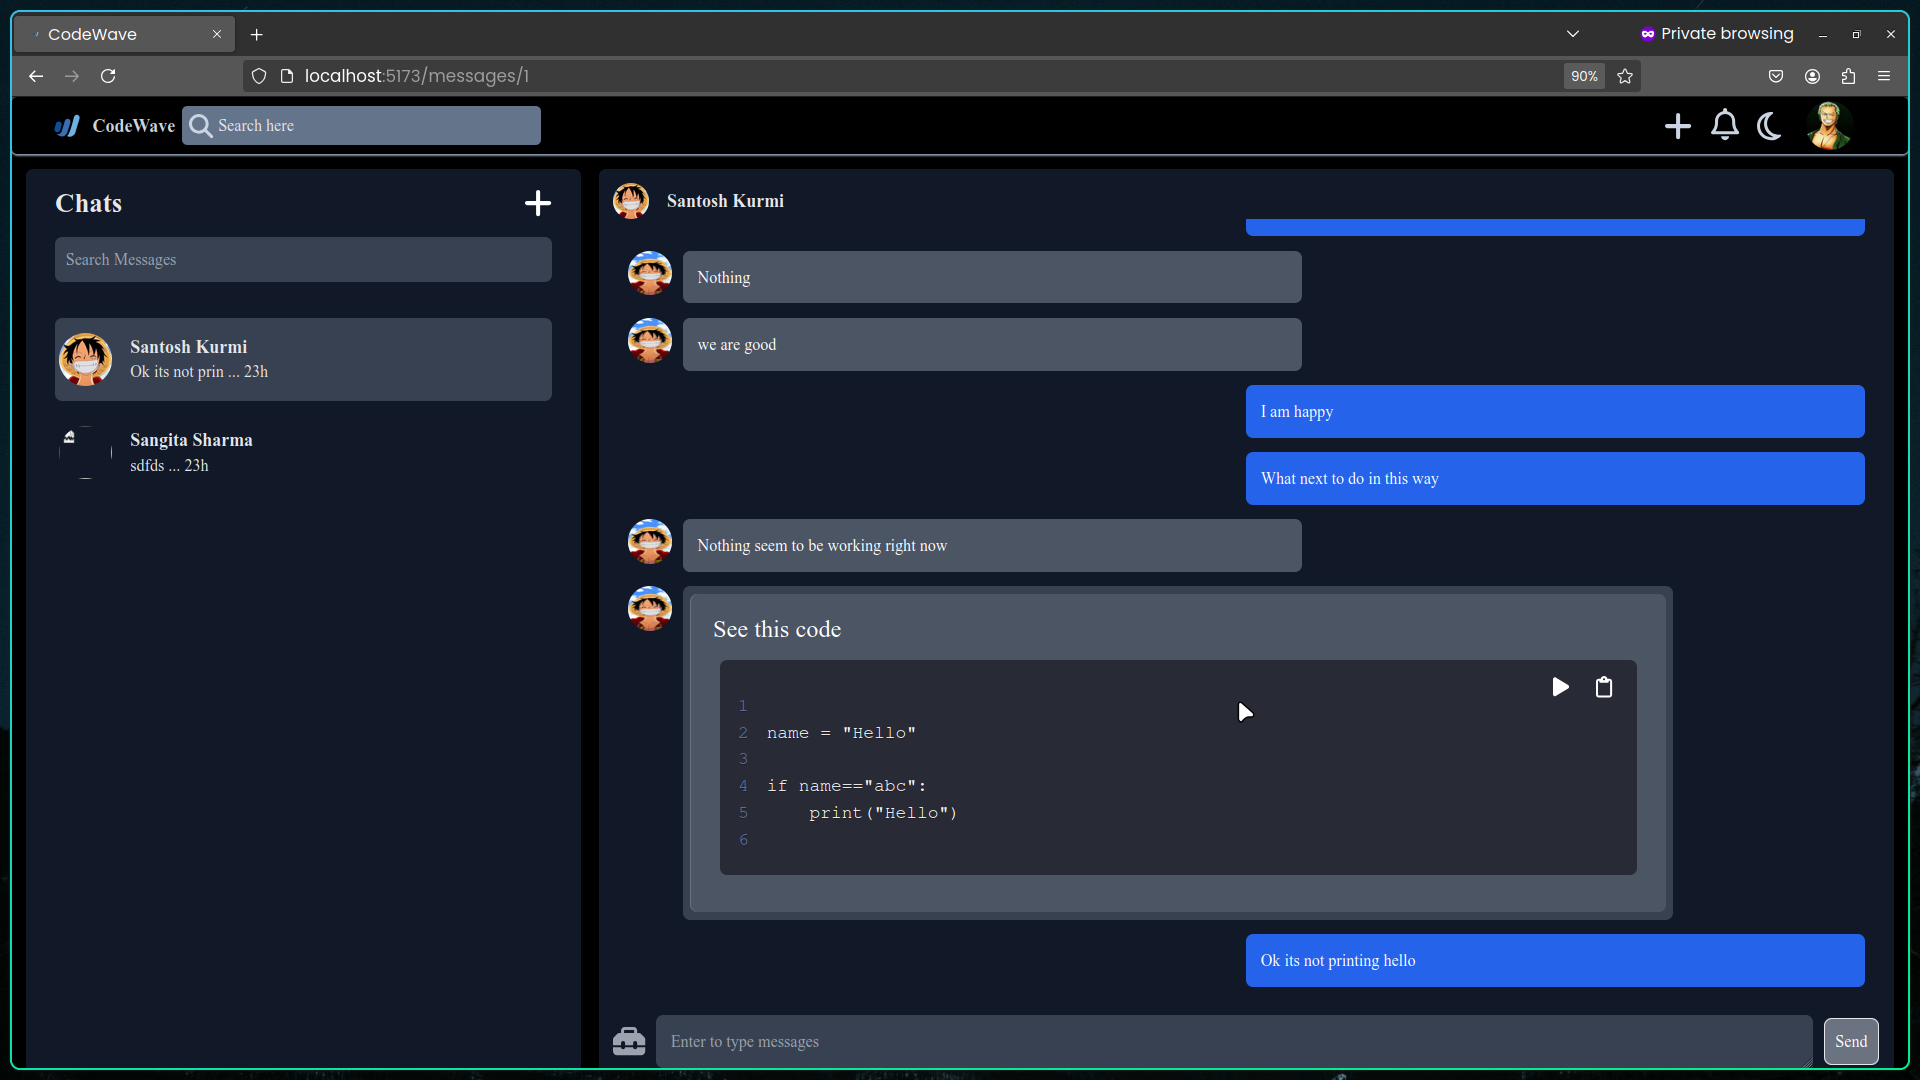 CodeWave
Private browsing
localhost:5173/messages/1
90%
CodeWave
Search here
Chats
Search Messages
Santosh Kurmi
Ok its not prin ... 23h
Sangita Sharma
sdfds ... 23h
Santosh Kurmi
Nothing
we are good
I am happy
What next to do in this way
Nothing seem to be working right now
See this code
1
2 name = "Hello"
3
4 if name=="abc":
5 print("Hello")
6
Ok its not printing hello
Enter to type messages
Send